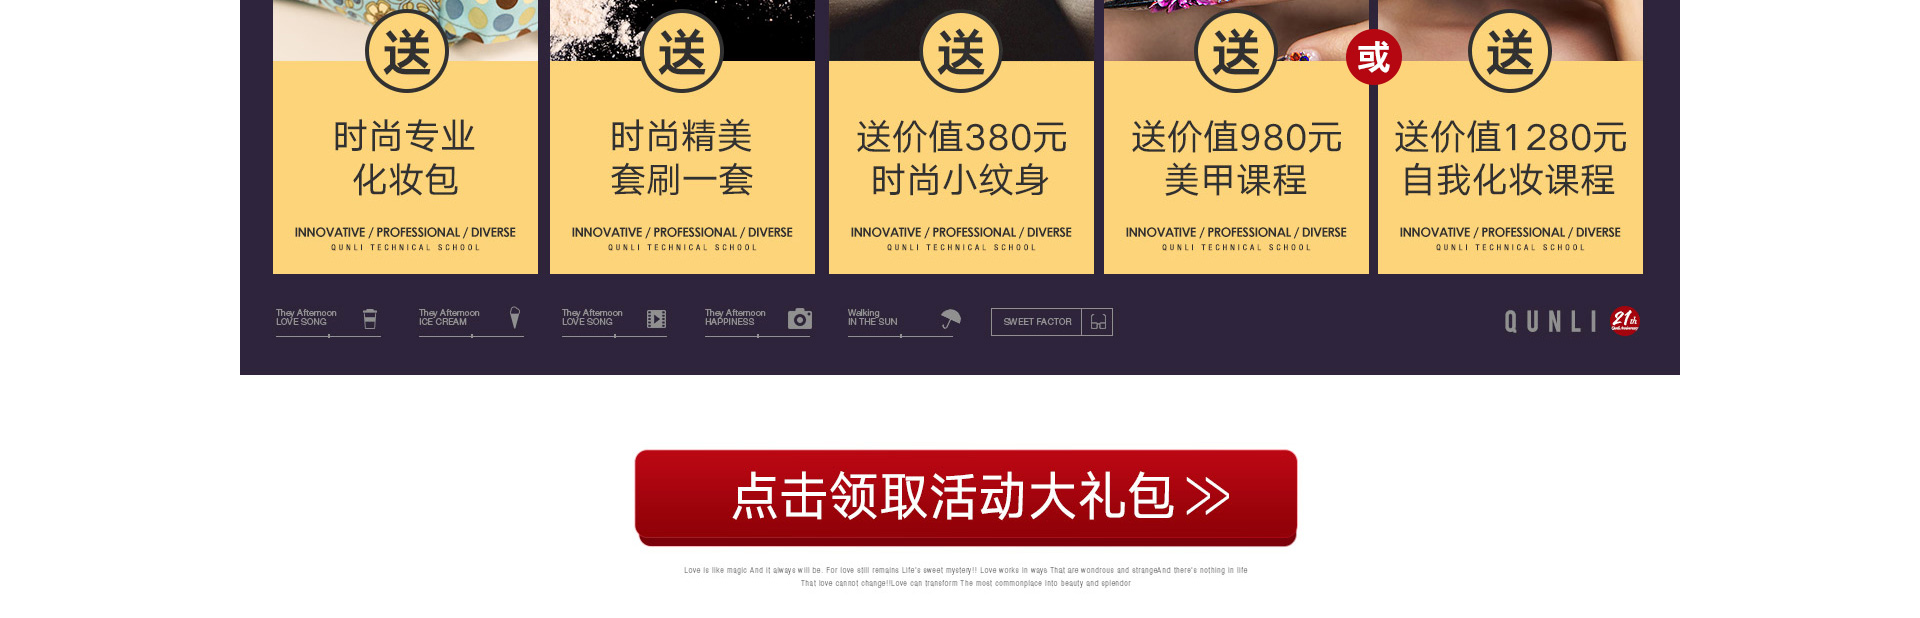 送
时尚专业
化妆包
INNOVATIVE / PROFESSIONAL / DIVERSE
QUNLI TECHNICAL SCHOOL
送
时尚精美
套刷一套
INNOVATIVE / PROFESSIONAL / DIVERSE
QUNLI TECHNICAL SCHOOL
送
送价值380元
时尚小纹身
INNOVATIVE / PROFESSIONAL / DIVERSE
QUNLI TECHNICAL SCHOOL
送
送价值980元
美甲课程
INNOVATIVE / PROFESSIONAL / DIVERSE
QUNLI TECHNICAL SCHOOL
或
送
送价值1280元
自我化妆课程
INNOVATIVE / PROFESSIONAL / DIVERSE
QUNLI TECHNICAL SCHOOL
They Afternoon
LOVE SONG
They Afternoon
ICE CREAM
They Afternoon
LOVE SONG
They Afternoon
HAPPINESS
Walking
IN THE SUN
SWEET FACTOR
QUNLI
21th
QunLi Anniversary
点击领取活动大礼包
Love is like magic And it always will be. For love still remains Life's sweet mystery!! Love works in ways That are wondrous and strangeAnd there's nothing in life
That love cannot change!!Love can transform The most commonplace Into beauty and splendor